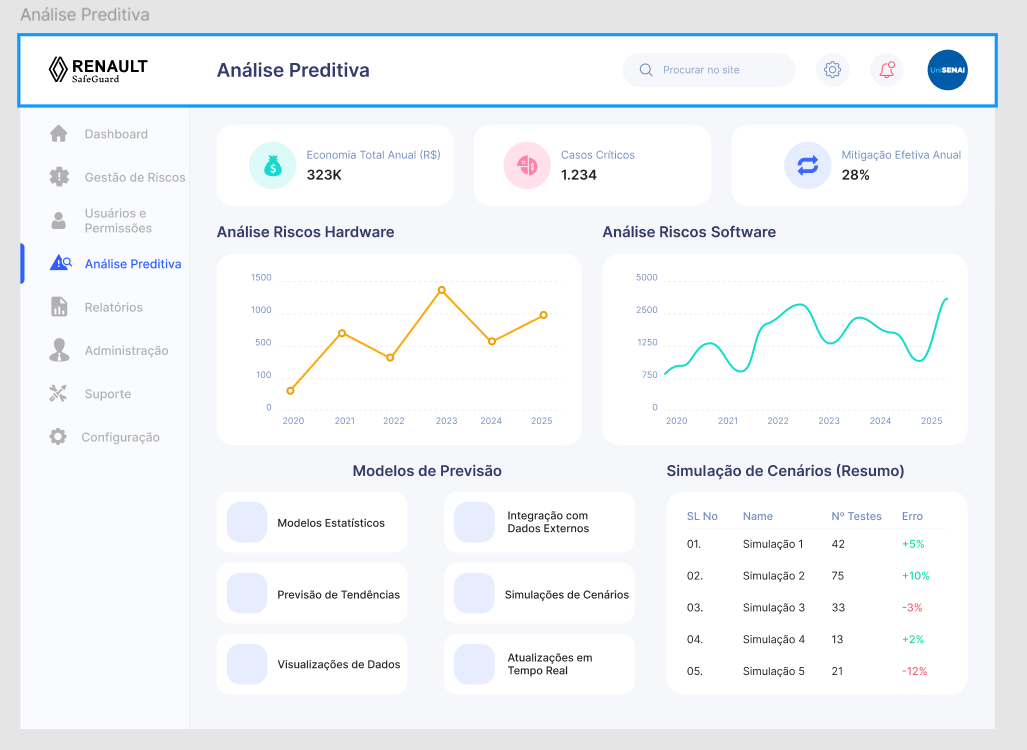 Análise Preditiva
RENAULT
SafeGuard
Análise Preditiva
Procurar no site
UniSENAI
Dashboard
Gestão de Riscos
Usuários e
Permissões
Análise Preditiva
Relatórios
Administração
Suporte
Configuração
Economia Total Anual (R$)
323K
Casos Críticos
1.234
Mitigação Efetiva Anual
28%
Análise Riscos Hardware
1500
1000
500
100
0
2020 2021 2022 2023 2024 2025
Análise Riscos Software
5000
2500
1250
750
0
2020 2021 2022 2023 2024 2025
Modelos de Previsão
Modelos Estatísticos
Integração com
Dados Externos
Previsão de Tendências
Simulações de Cenários
Visualizações de Dados
Atualizações em
Tempo Real
Simulação de Cenários (Resumo)
SL No Name Nº Testes Erro
01. Simulação 1 42 +5%
02. Simulação 2 75 +10%
03. Simulação 3 33 -3%
04. Simulação 4 13 +2%
05. Simulação 5 21 -12%